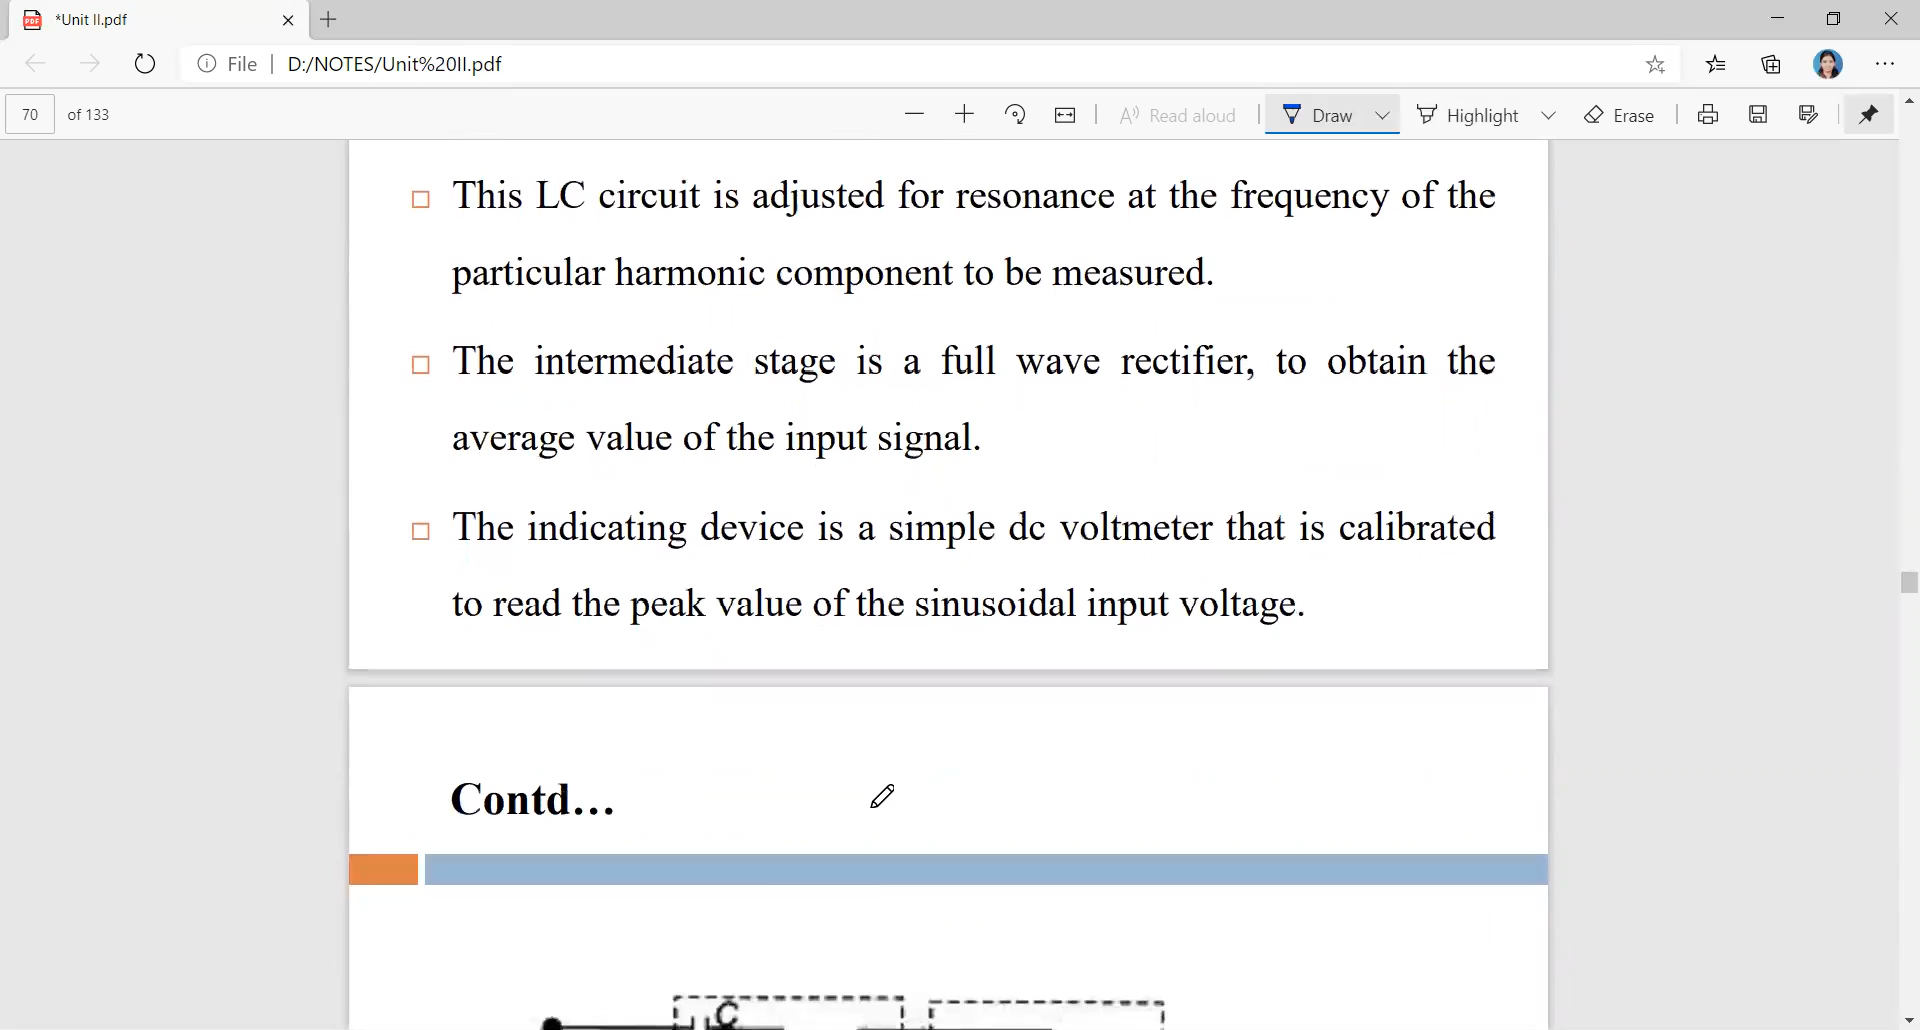 *Unit II.pdf
File | D:/NOTES/Unit%20II.pdf
70 of 133
Read aloud
Draw
Highlight
Erase
This LC circuit is adjusted for resonance at the frequency of the
particular harmonic component to be measured.
The intermediate stage is a full wave rectifier, to obtain the
average value of the input signal.
The indicating device is a simple dc voltmeter that is calibrated
to read the peak value of the sinusoidal input voltage.
Contd…
C